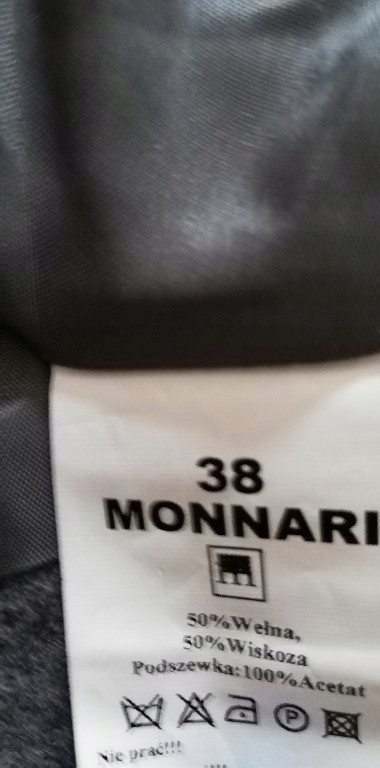 38
MONNARI
50%Wełna,
50%Wiskoza
Podszewka:100%Acetat
P
Nie prać!!!